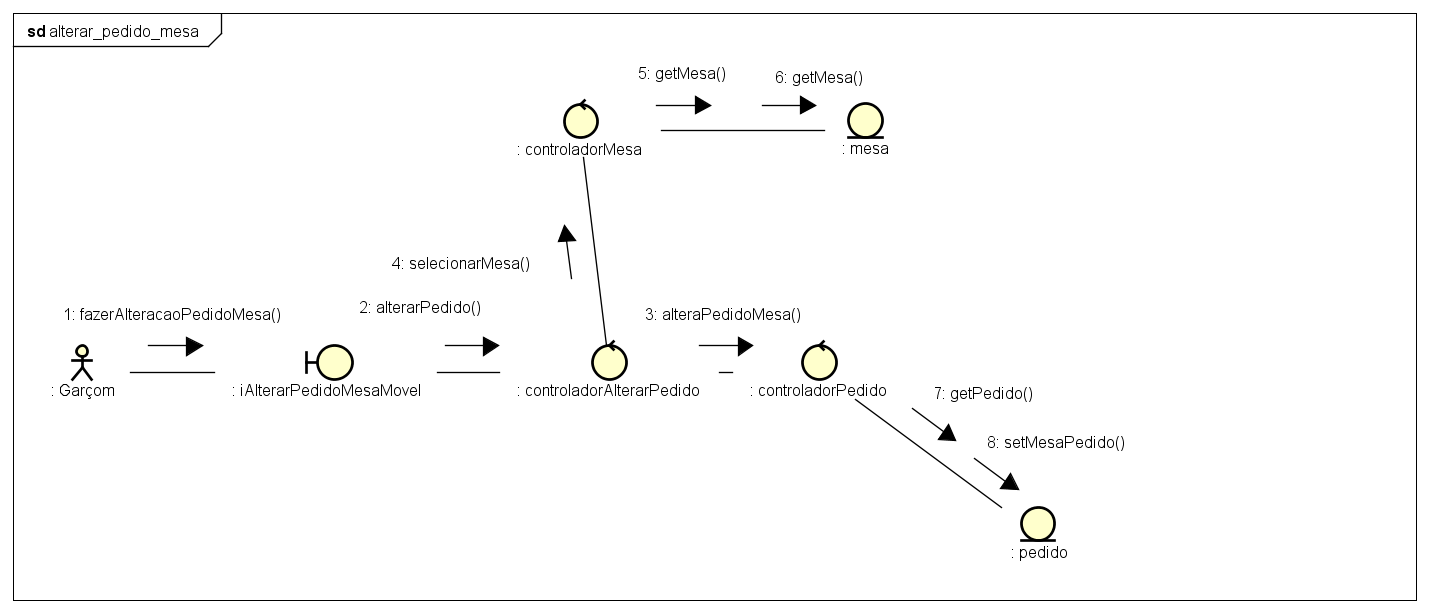 sd alterar_pedido_mesa
5: getMesa()
6: getMesa()
: controladorMesa
: mesa
4: selecionarMesa()
1: fazerAlteracaoPedidoMesa()
2: alterarPedido()
3: alteraPedidoMesa()
: Garçom
: iAlterarPedidoMesaMovel
: controladorAlterarPedido
: controladorPedido
7: getPedido()
8: setMesaPedido()
: pedido